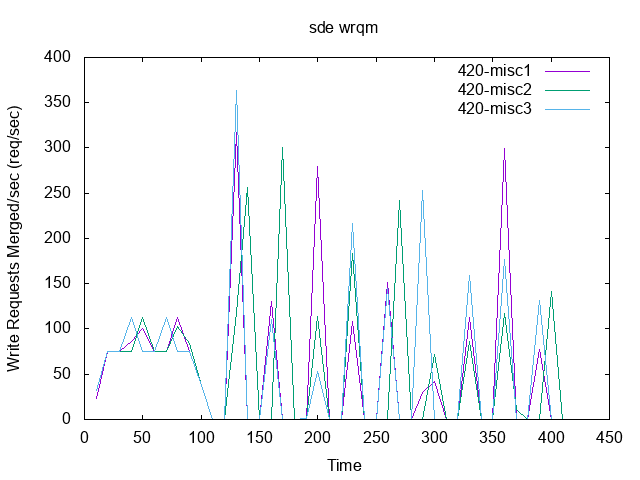 sde wrqm
420-misc1
420-misc2
420-misc3
Write Requests Merged/sec (req/sec)
400
350
300
250
200
150
100
50
0
0 50 100 150 200 250 300 350 400 450
Time